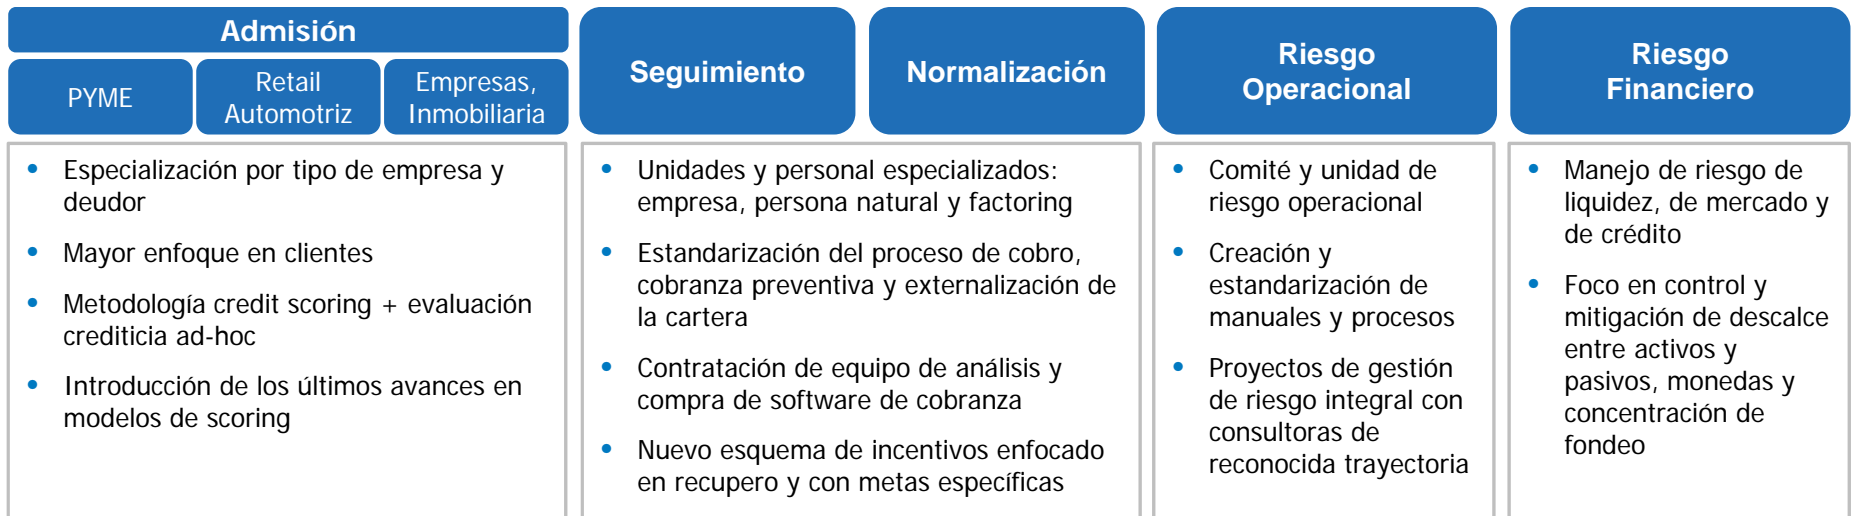 Admisión
PYME
Retail
Automotriz
Empresas,
Inmobiliaria
Seguimiento
Normalización
Riesgo
Operacional
Riesgo
Financiero
• Especialización por tipo de empresa y
deudor
• Mayor enfoque en clientes
• Metodología credit scoring + evaluación
crediticia ad-hoc
• Introducción de los últimos avances en
modelos de scoring
• Unidades y personal especializados:
empresa, persona natural y factoring
• Estandarización del proceso de cobro,
cobranza preventiva y externalización de
la cartera
• Contratación de equipo de análisis y
compra de software de cobranza
• Nuevo esquema de incentivos enfocado
en recupero y con metas específicas
• Comité y unidad de
riesgo operacional
• Creación y
estandarización de
manuales y procesos
• Proyectos de gestión
de riesgo integral con
consultoras de
reconocida trayectoria
• Manejo de riesgo de
liquidez, de mercado y
de crédito
• Foco en control y
mitigación de descalce
entre activos y
pasivos, monedas y
concentración de
fondeo